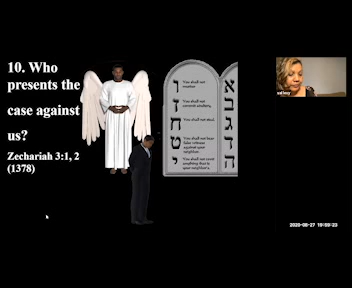 10. Who
presents the
case against
us?
Zechariah 3:1, 2
(1378)
ו
You shall not
murder
ז
You shall not
commit adultery.
ח
You shall not steal.
ט
You shall not bear
false witness
against your
neighbor.
י
You shall not covet
anything that is
your neighbor's
א
ב
ג
ד
ה
2020-08-27 19:59:23